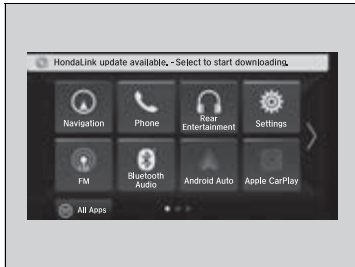 HondaLink update available. - Select to start downloading.
Navigation
Phone
Rear
Entertainment
Settings
FM
Bluetooth
Audio
Android Auto
Apple CarPlay
All Apps